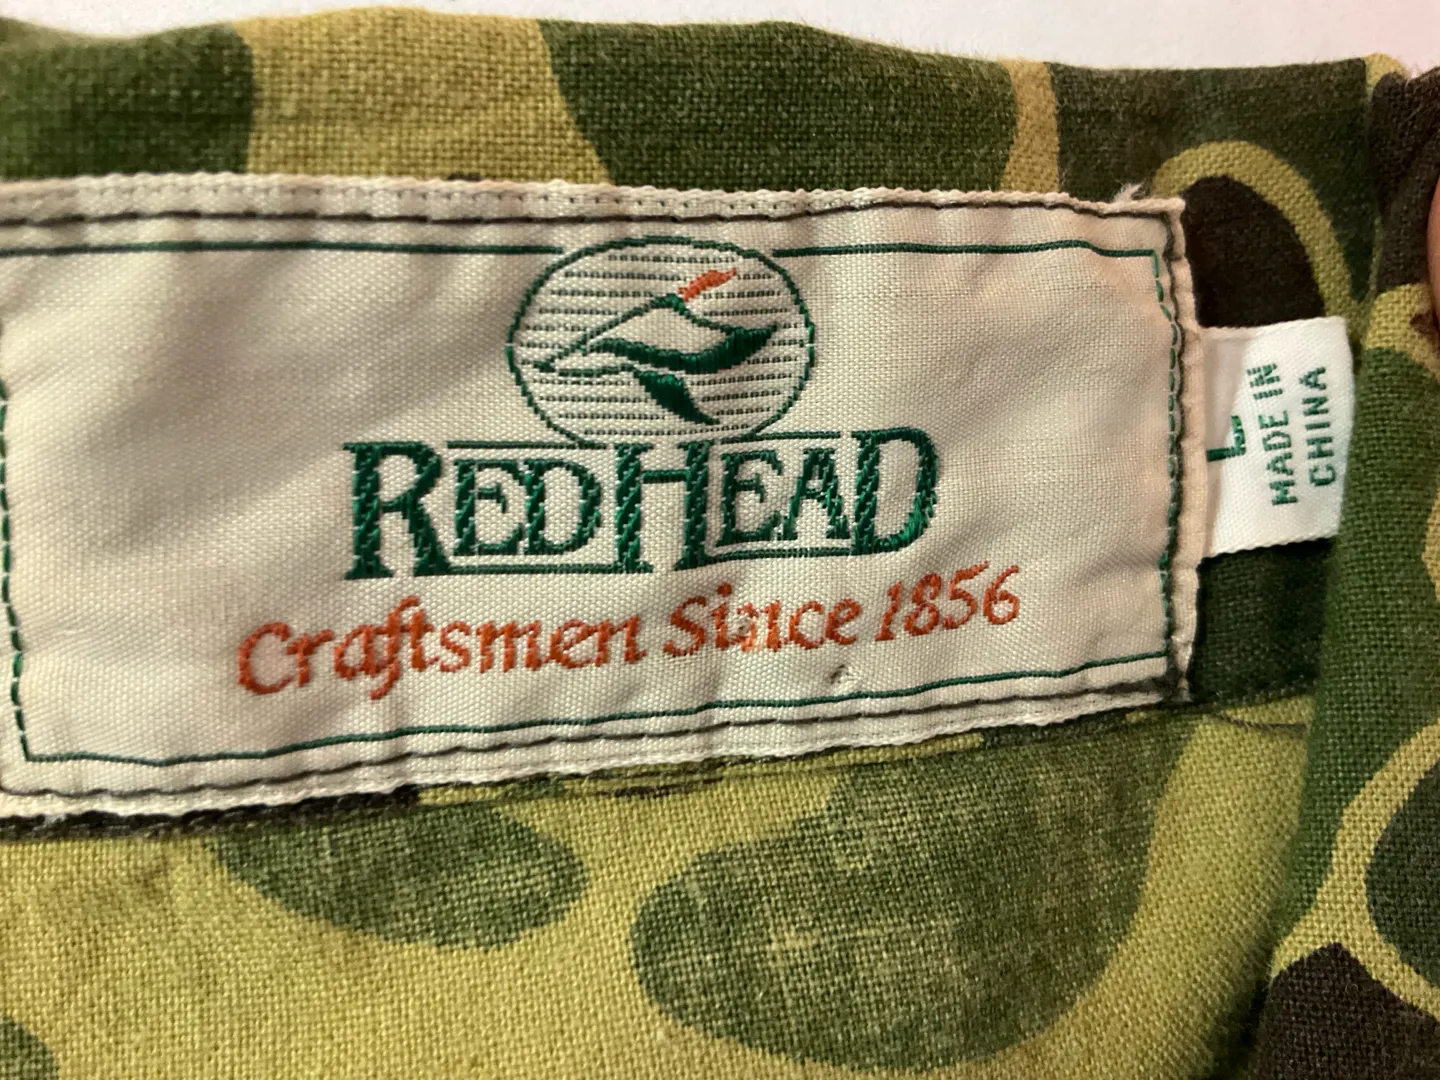 REDHEAD
Craftsmen Since 1856
L
MADE IN
CHINA